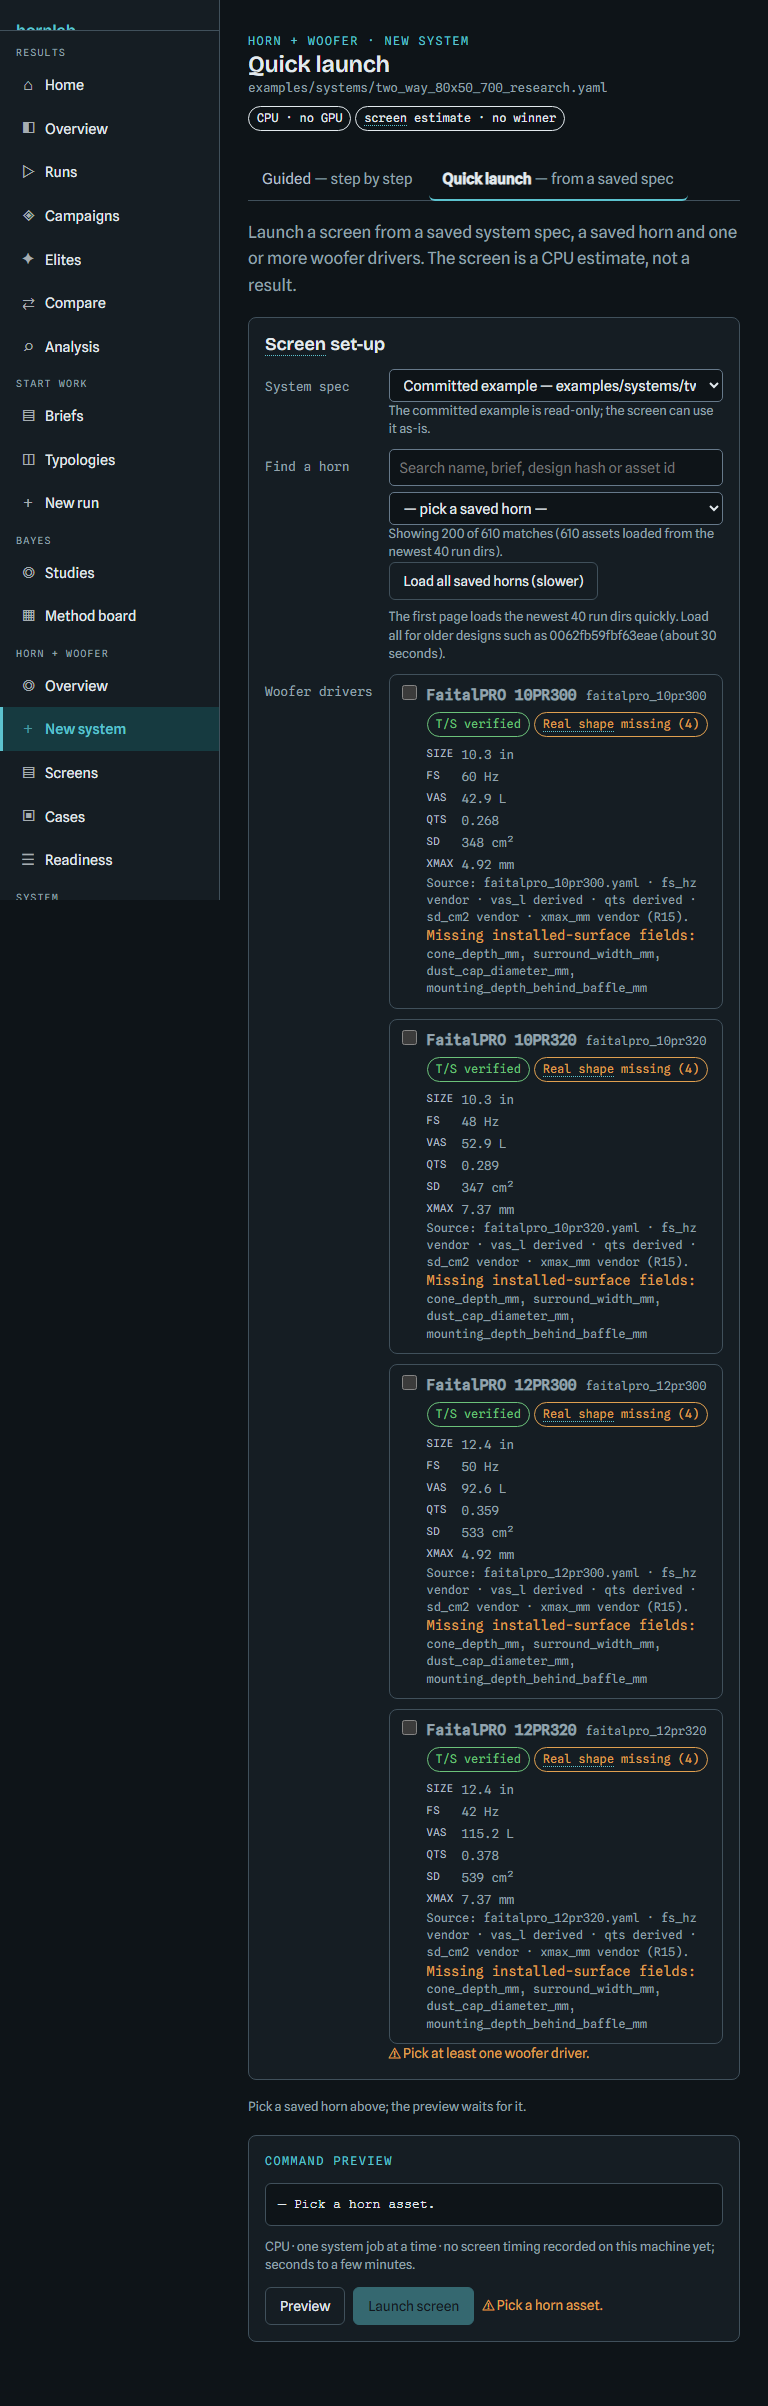 hornlab
RESULTS
Home
Overview
Runs
Campaigns
Elites
Compare
Analysis
START WORK
Briefs
Typologies
New run
BAYES
Studies
Method board
HORN + WOOFER
Overview
New system
Screens
Cases
Readiness
SYSTEM
HORN + WOOFER · NEW SYSTEM
Quick launch
examples/systems/two_way_80x50_700_research.yaml
CPU · no GPU
screen estimate · no winner
Guided — step by step
Quick launch — from a saved spec
Launch a screen from a saved system spec, a saved horn and one
or more woofer drivers. The screen is a CPU estimate, not a
result.
Screen set-up
System spec
Committed example — examples/systems/tw
The committed example is read-only; the screen can use
it as-is.
Find a horn
Search name, brief, design hash or asset id
— pick a saved horn —
Showing 200 of 610 matches (610 assets loaded from the
newest 40 run dirs).
Load all saved horns (slower)
The first page loads the newest 40 run dirs quickly. Load
all for older designs such as 0062fb59fbf63eae (about 30
seconds).
Woofer drivers
FaitalPRO 10PR300 faitalpro_10pr300
T/S verified
Real shape missing (4)
SIZE 10.3 in
FS 60 Hz
VAS 42.9 L
QTS 0.268
SD 348 cm²
XMAX 4.92 mm
Source: faitalpro_10pr300.yaml · fs_hz
vendor · vas_l derived · qts derived ·
sd_cm2 vendor · xmax_mm vendor (R15).
Missing installed-surface fields:
cone_depth_mm, surround_width_mm,
dust_cap_diameter_mm,
mounting_depth_behind_baffle_mm
FaitalPRO 10PR320 faitalpro_10pr320
T/S verified
Real shape missing (4)
SIZE 10.3 in
FS 48 Hz
VAS 52.9 L
QTS 0.289
SD 347 cm²
XMAX 7.37 mm
Source: faitalpro_10pr320.yaml · fs_hz
vendor · vas_l derived · qts derived ·
sd_cm2 vendor · xmax_mm vendor (R15).
Missing installed-surface fields:
cone_depth_mm, surround_width_mm,
dust_cap_diameter_mm,
mounting_depth_behind_baffle_mm
FaitalPRO 12PR300 faitalpro_12pr300
T/S verified
Real shape missing (4)
SIZE 12.4 in
FS 50 Hz
VAS 92.6 L
QTS 0.359
SD 533 cm²
XMAX 4.92 mm
Source: faitalpro_12pr300.yaml · fs_hz
vendor · vas_l derived · qts derived ·
sd_cm2 vendor · xmax_mm vendor (R15).
Missing installed-surface fields:
cone_depth_mm, surround_width_mm,
dust_cap_diameter_mm,
mounting_depth_behind_baffle_mm
FaitalPRO 12PR320 faitalpro_12pr320
T/S verified
Real shape missing (4)
SIZE 12.4 in
FS 42 Hz
VAS 115.2 L
QTS 0.378
SD 539 cm²
XMAX 7.37 mm
Source: faitalpro_12pr320.yaml · fs_hz
vendor · vas_l derived · qts derived ·
sd_cm2 vendor · xmax_mm vendor (R15).
Missing installed-surface fields:
cone_depth_mm, surround_width_mm,
dust_cap_diameter_mm,
mounting_depth_behind_baffle_mm
⚠ Pick at least one woofer driver.
Pick a saved horn above; the preview waits for it.
COMMAND PREVIEW
— Pick a horn asset.
CPU · one system job at a time · no screen timing recorded on this machine yet;
seconds to a few minutes.
Preview
Launch screen
⚠ Pick a horn asset.